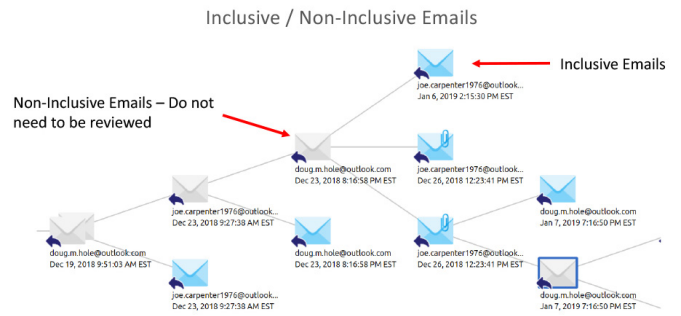 Inclusive / Non-Inclusive Emails
Inclusive Emails
joe.carpenter1976@outlook...
Jan 6, 2019 2:15:30 PM EST
Non-Inclusive Emails – Do not
need to be reviewed
doug.m.hole@outlook.com
Dec 23, 2018 8:16:58 PM EST
joe.carpenter1976@outlook...
Dec 26, 2018 12:23:41 PM EST
joe.carpenter1976@outlook...
Dec 23, 2018 9:27:38 AM EST
doug.m.hole@outlook.com
Jan 7, 2019 7:16:50 PM EST
doug.m.hole@outlook.com
Dec 19, 2018 9:51:03 AM EST
doug.m.hole@outlook.com
Dec 23, 2018 8:16:58 PM EST
joe.carpenter1976@outlook...
Dec 26, 2018 12:23:41 PM EST
joe.carpenter1976@outlook...
Dec 23, 2018 9:27:38 AM EST
doug.m.hole@outlook.com
Jan 7, 2019 7:16:50 PM EST